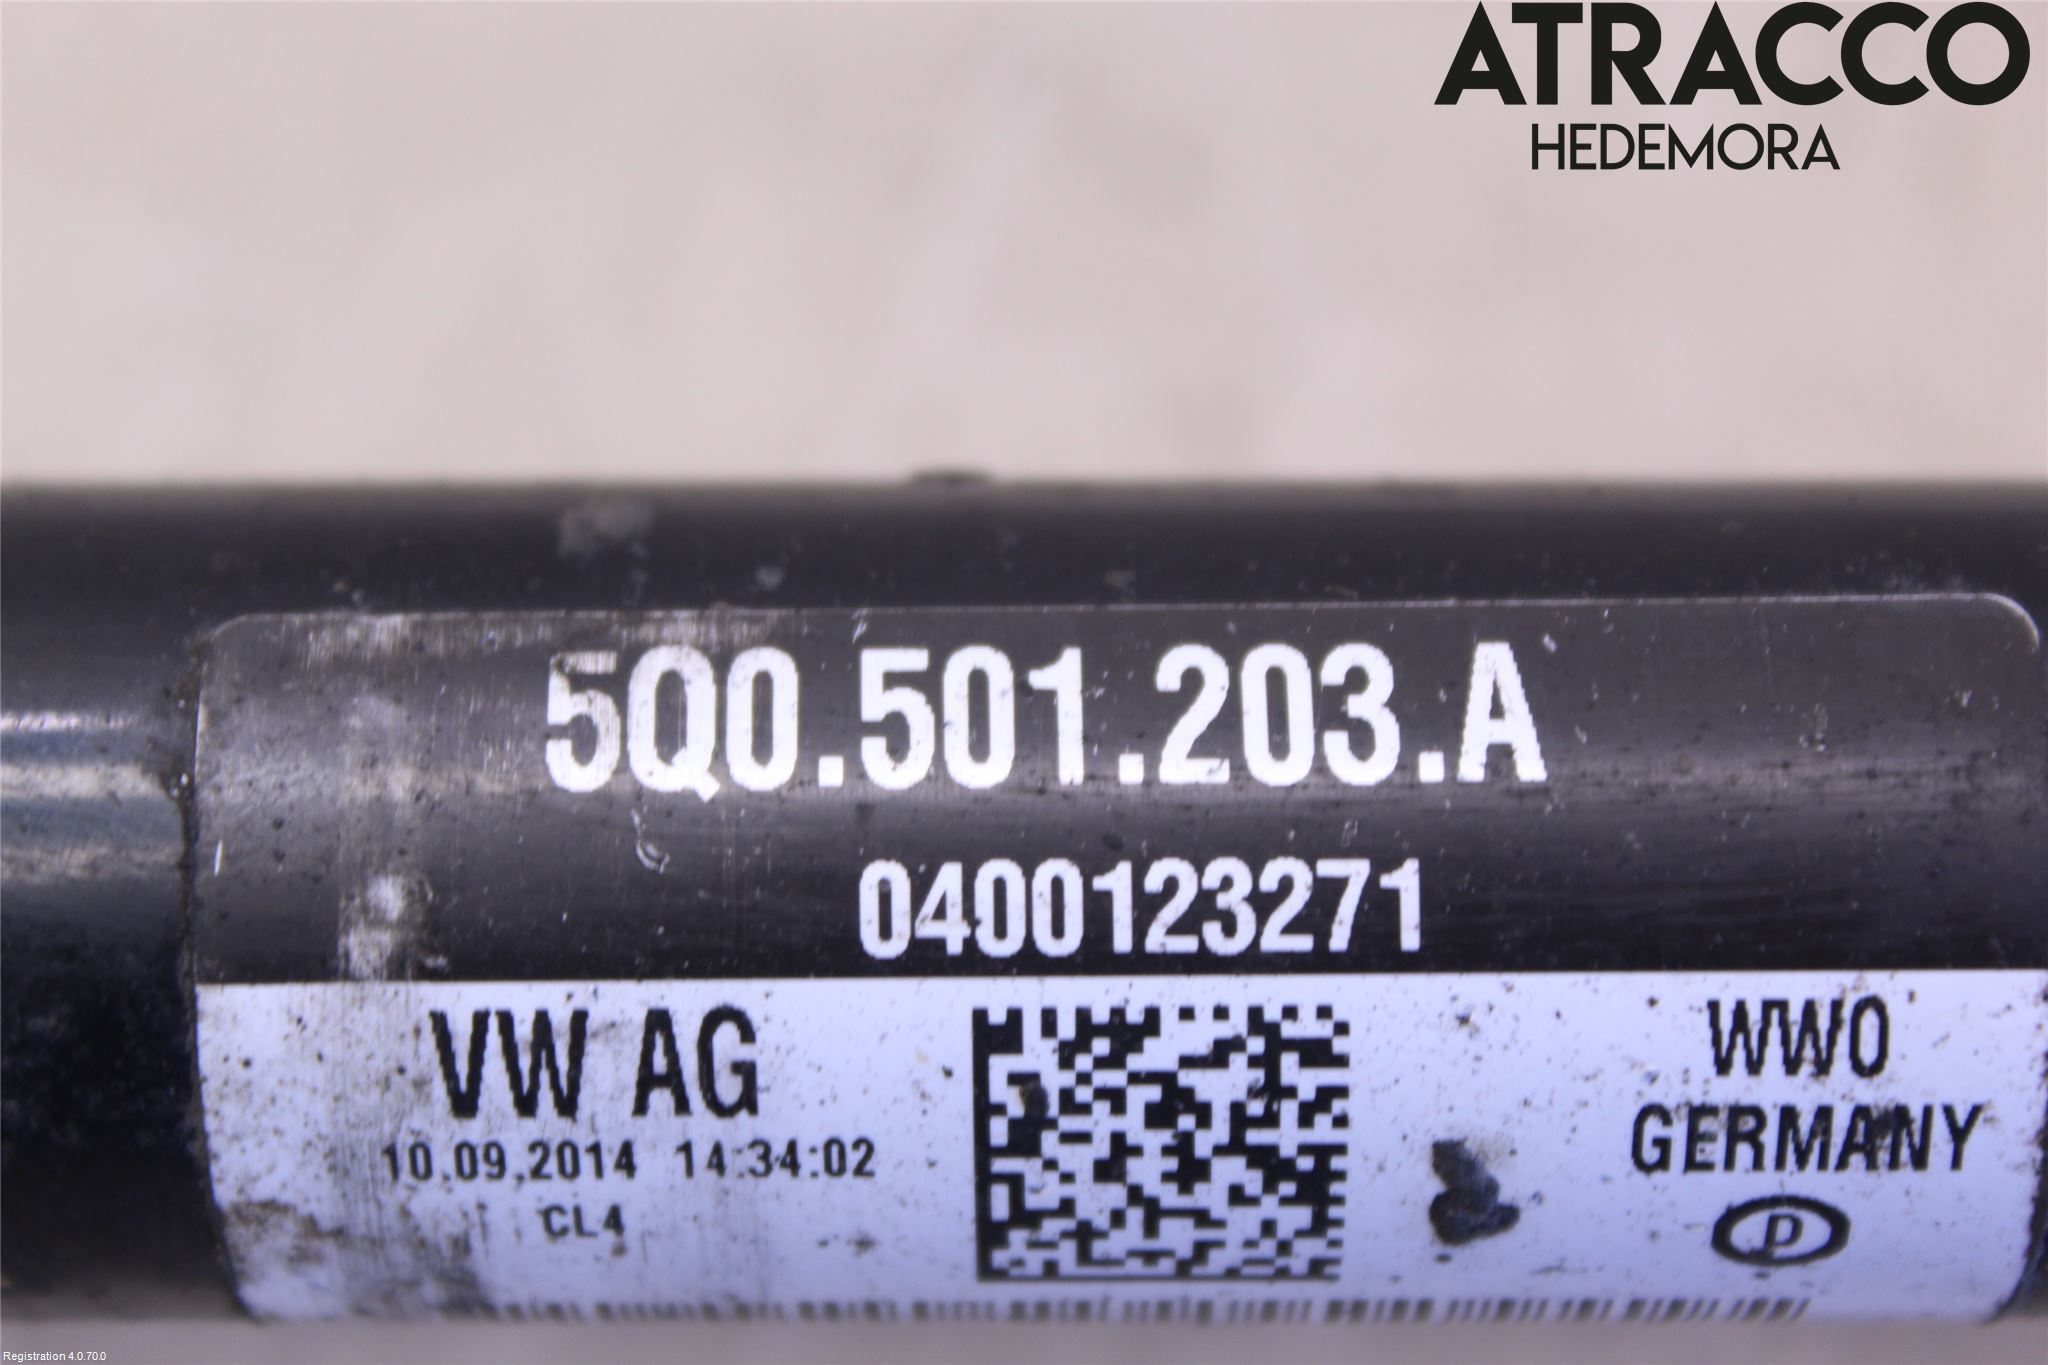 ATRACCO
HEDEMORA
5Q0.501.203.A
0400123271
VW AG
10.09.2014 14:34:02
CL4
WW0
GERMANY
P
Registration 4.0.70.0